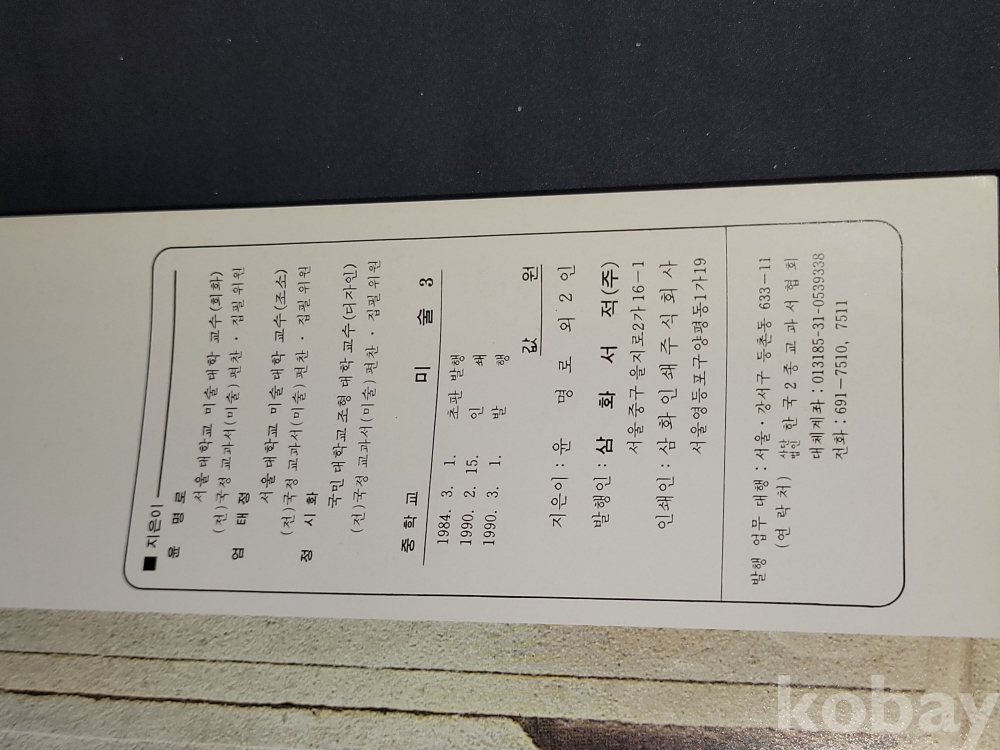 ■ 지은이
윤 명 로
서울 대학교 미술 대학 교수(회화)
(전)국정 교과서(미술) 편찬·집필 위원
엄 태 정
서울 대학교 미술 대학 교수(조소)
(전)국정 교과서(미술) 편찬·집필 위원
정 시 화
국민 대학교 조형 대학 교수(디자인)
(전)국정 교과서(미술) 편찬·집필 위원
중 학 교 미 술 3
1984. 3. 1. 초판 발행
1990. 2. 15. 인 쇄
1990. 3. 1. 발 행
값 원
지은이 : 윤 명 로 외 2 인
발행인 : 삼 화 서 적(주)
서울중구을지로2가16-1
인쇄인 : 삼 화 인 쇄 주 식 회 사
서울영등포구양평동1가19
발행 업무 대행 : 서울·강서구 등촌동 633-11
(연 락 처) 사단 법인 한 국 2 종 교 과 서 협 회
대체계좌 : 013185-31-0539338
전화 : 691-7510, 7511
kobay